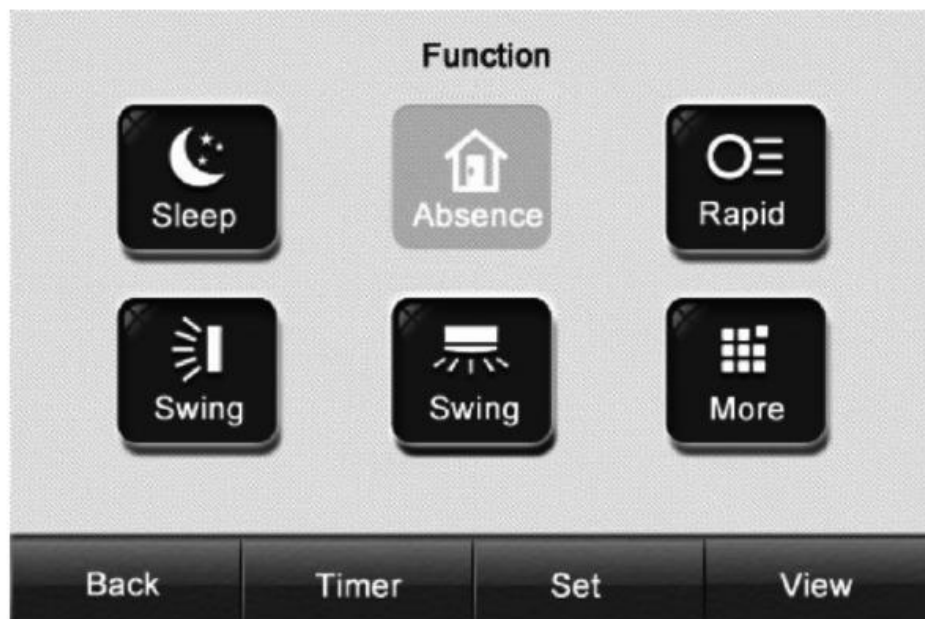 Function
Sleep
Absence
Rapid
Swing
Swing
More
Back
Timer
Set
View